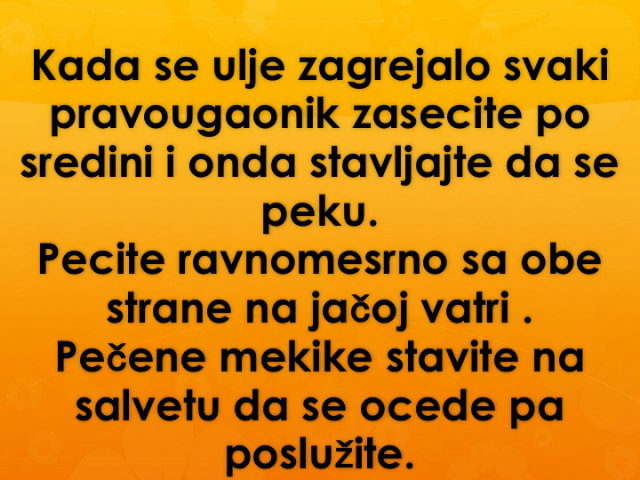 Kada se ulje zagrejalo svaki
pravougaonik zasecite po
sredini i onda stavljajte da se
peku.
Pecite ravnomesrno sa obe
strane na jačoj vatri .
Pečene mekike stavite na
salvetu da se ocede pa
poslužite.